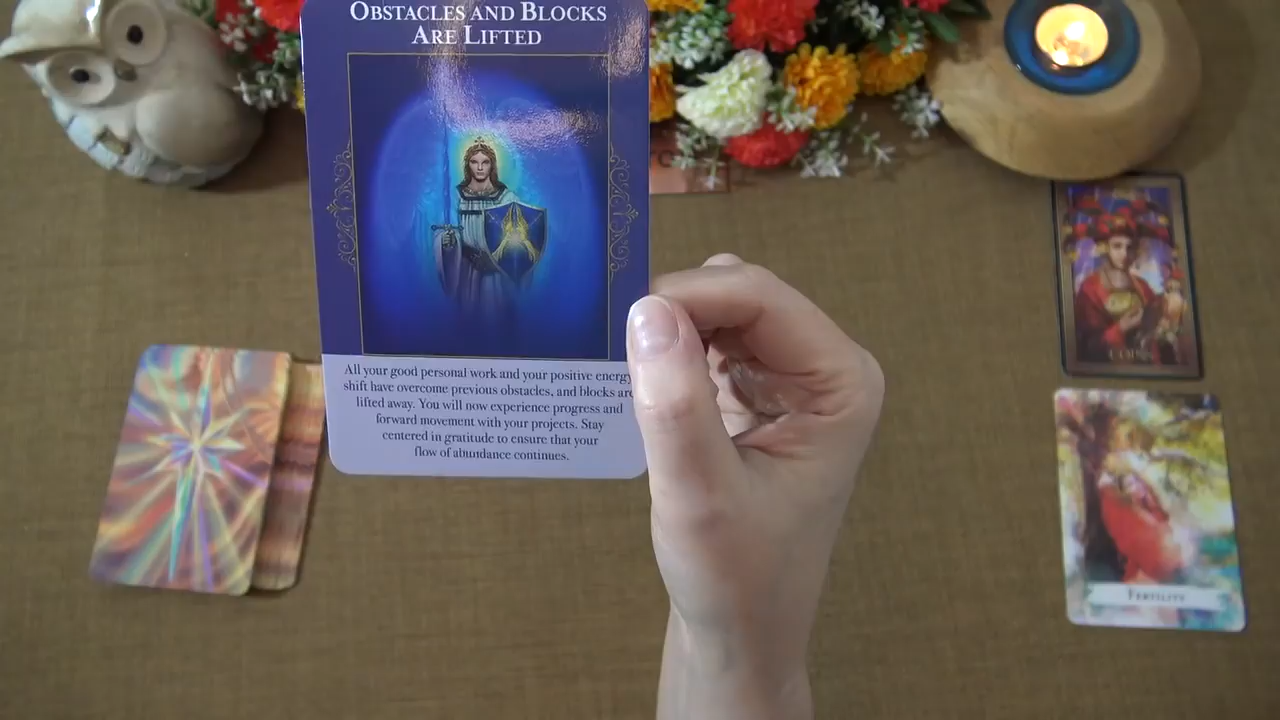 OBSTACLES AND BLOCKS
ARE LIFTED
All your good personal work and your positive energy
shift have overcome previous obstacles, and blocks are
lifted away. You will now experience progress and
forward movement with your projects. Stay
centered in gratitude to ensure that your
flow of abundance continues.
FERTILITY